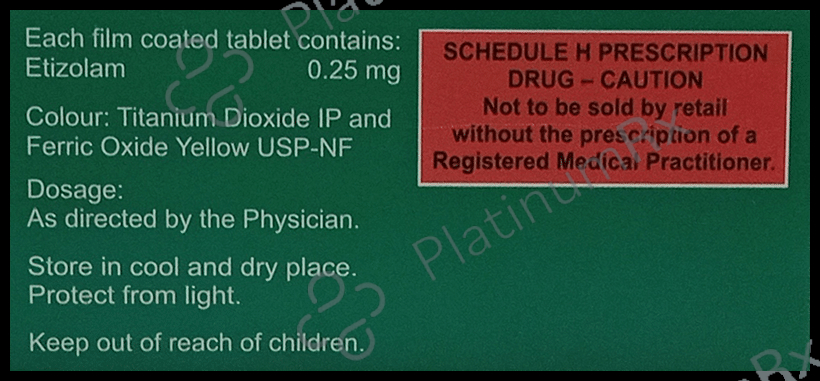 Each film coated tablet contains:
Etizolam 0.25 mg
Colour: Titanium Dioxide IP and
Ferric Oxide Yellow USP-NF
Dosage:
As directed by the Physician.
Store in cool and dry place.
Protect from light.
Keep out of reach of children.
SCHEDULE H PRESCRIPTION
DRUG – CAUTION
Not to be sold by retail
without the prescription of a
Registered Medical Practitioner.
PlatinumRx
Platinum
Rx